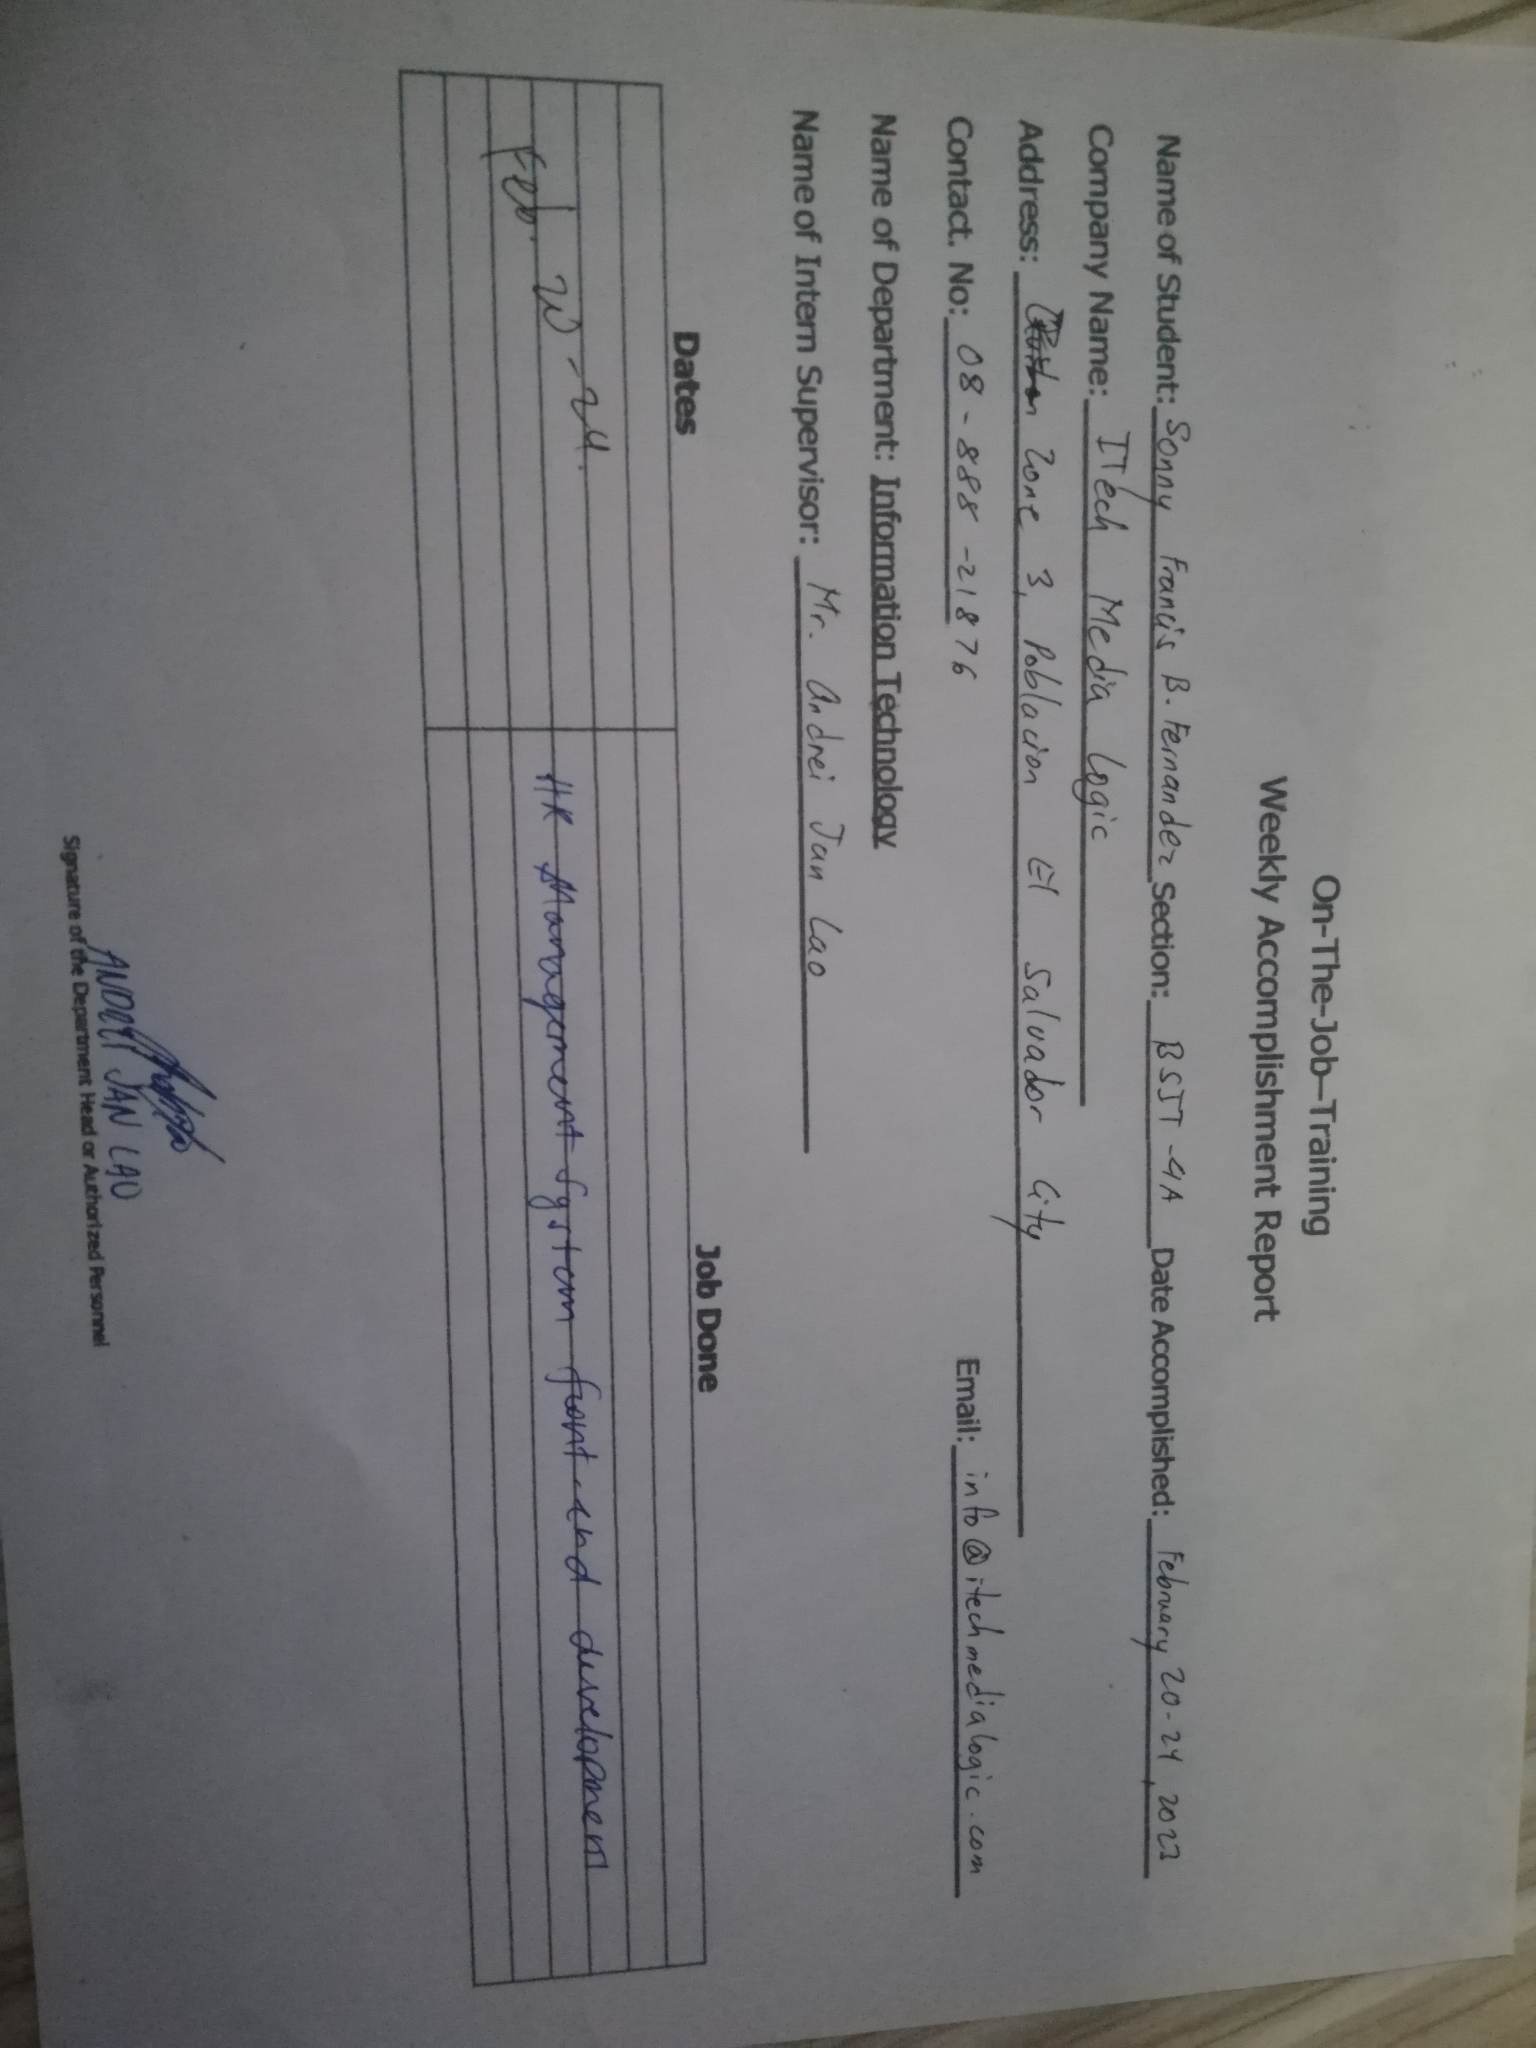 On-The-Job-Training
Weekly Accomplishment Report
Name of Student: Sonny Francis B. Fernandez Section: BSIT-4A Date Accomplished: February 20-24, 2023
Company Name: ITech Media Logic
Address: Zone 3, Poblacion El Salvador City
Contact. No: 08-888-21876 Email: info@itechmedialogic.com
Name of Department: Information Technology
Name of Intern Supervisor: Mr. Andrei Jan Lao
Dates Job Done
Feb. 20-24. HR Management System front-end development
ANDREI JAN LAO
Signature of the Department Head or Authorized Personnel